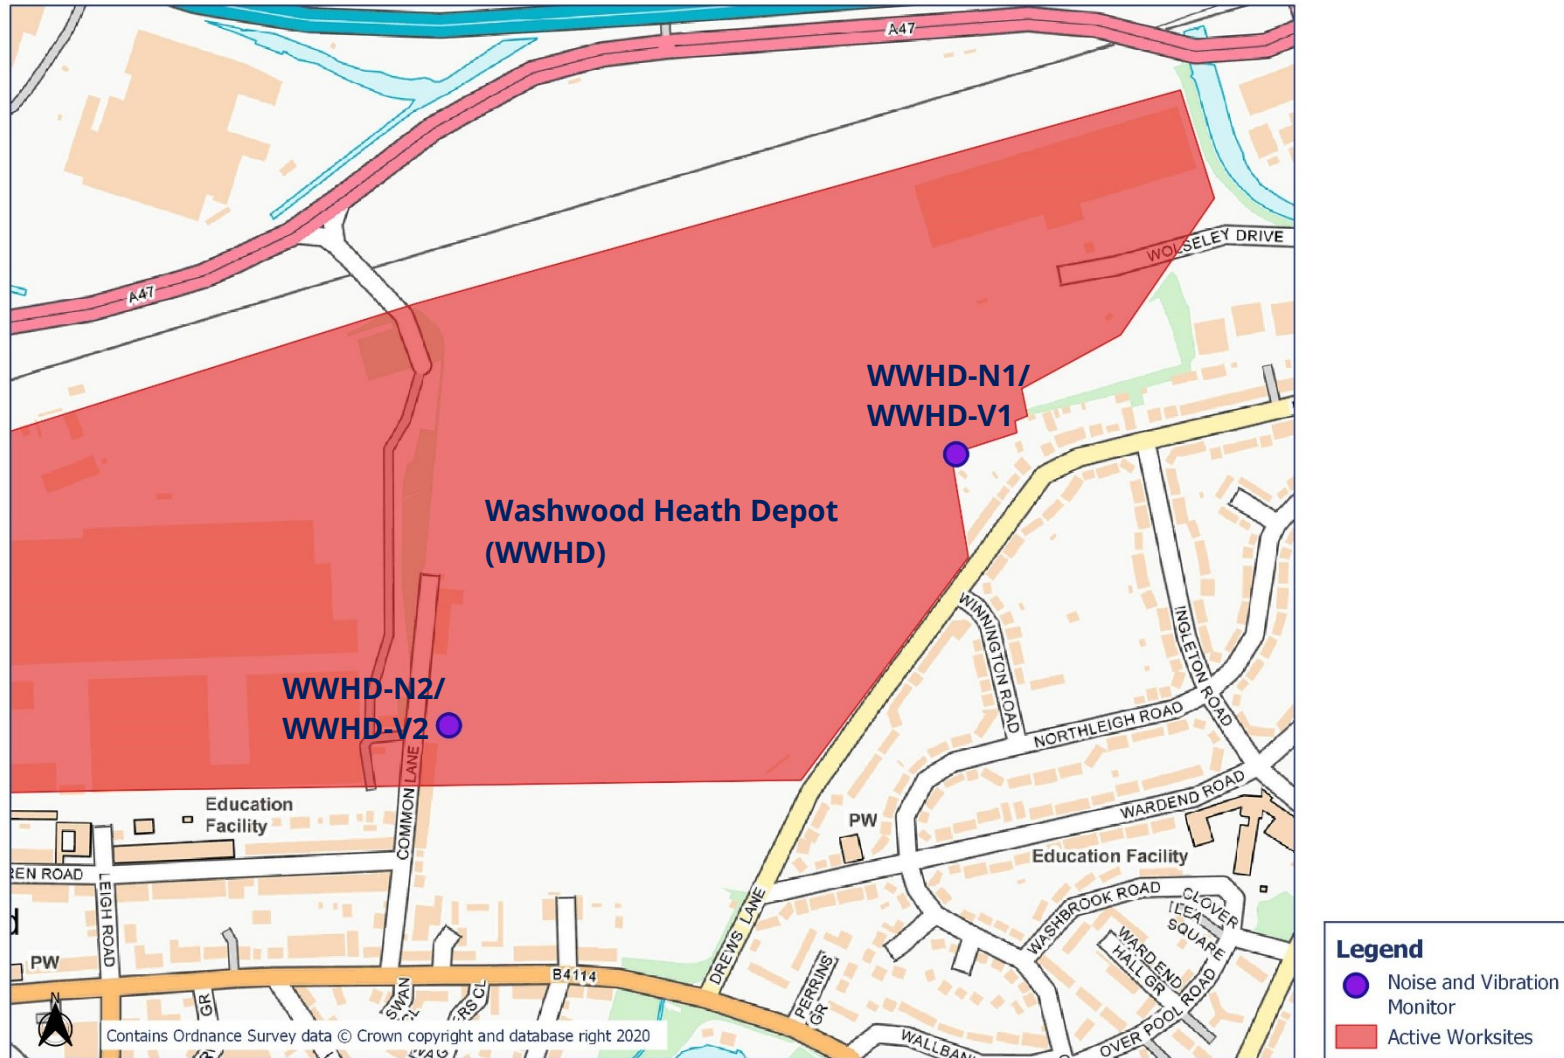 A47
A47
WOLSELEY DRIVE
WWHD-N1/
WWHD-V1
Washwood Heath Depot
(WWHD)
WINNINGTON ROAD
INGLETON ROAD
WWHD-N2/
WWHD-V2
NORTHLEIGH ROAD
COMMON LANE
Education
Facility
PW
WARDEND ROAD
Education Facility
REN ROAD
LEIGH ROAD
WASHBROOK ROAD
CLOVER
LEA
SQUARE
DREWS LANE
WARDEND
HALL GR
PW
B4114
PERRINS
GR
SWAN
CL
GR
OVER POOL ROAD
Contains Ordnance Survey data © Crown copyright and database right 2020
Legend
Noise and Vibration
Monitor
Active Worksites